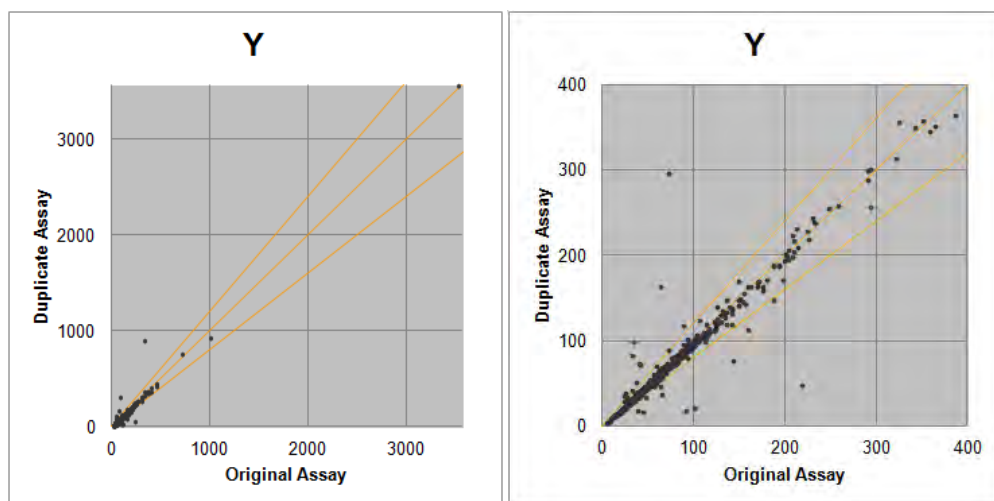 Y
3000
2000
1000
0
0 1000 2000 3000
Duplicate Assay
Original Assay
Y
400
300
200
100
0
0 100 200 300 400
Duplicate Assay
Original Assay